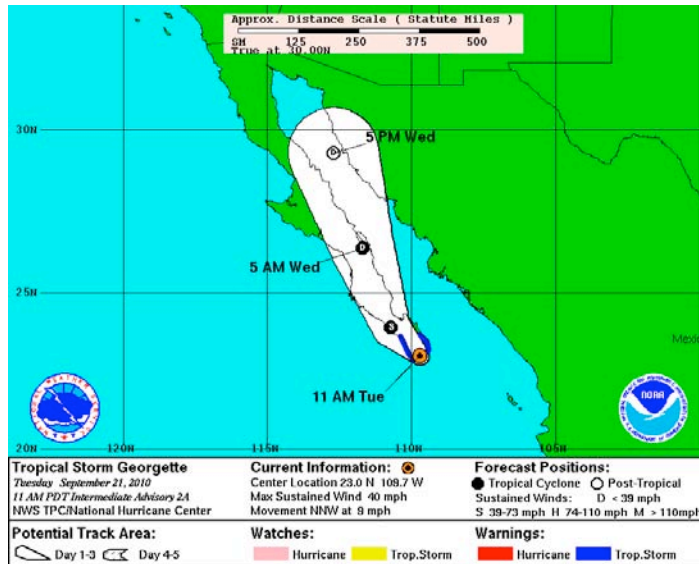 Approx. Distance Scale ( Statute Miles )
SM 125 250 375 500
True at 30.00N
30N
5 PM Wed
D
5 AM Wed
D
25N
S
Mexic
11 AM Tue
NOAA
20N
120W
115W
110W
105W
Tropical Storm Georgette
Tuesday September 21, 2010
11 AM PDT Intermediate Advisory 2A
NWS TPC/National Hurricane Center
Current Information:
Center Location 23.0 N 109.7 W
Max Sustained Wind 40 mph
Movement NNW at 9 mph
Forecast Positions:
Tropical Cyclone Post-Tropical
Sustained Winds: D < 39 mph
S 39-73 mph H 74-110 mph M > 110mph
Potential Track Area:
Day 1-3 Day 4-5
Watches:
Hurricane Trop.Storm
Warnings:
Hurricane Trop.Storm